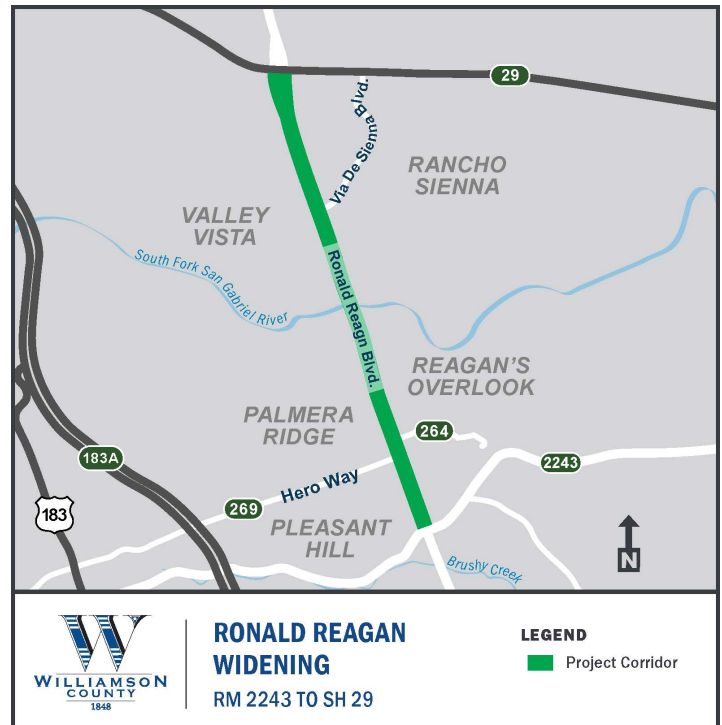 29
Via De Sienna Blvd.
RANCHO
SIENNA
VALLEY
VISTA
South Fork San Gabriel River
Ronald Reagn Blvd.
REAGAN'S
OVERLOOK
PALMERA
RIDGE
264
183A
2243
Hero Way
269
183
PLEASANT
HILL
Brushy Creek
N
W
WILLIAMSON
COUNTY
1848
RONALD REAGAN
WIDENING
RM 2243 TO SH 29
LEGEND
Project Corridor